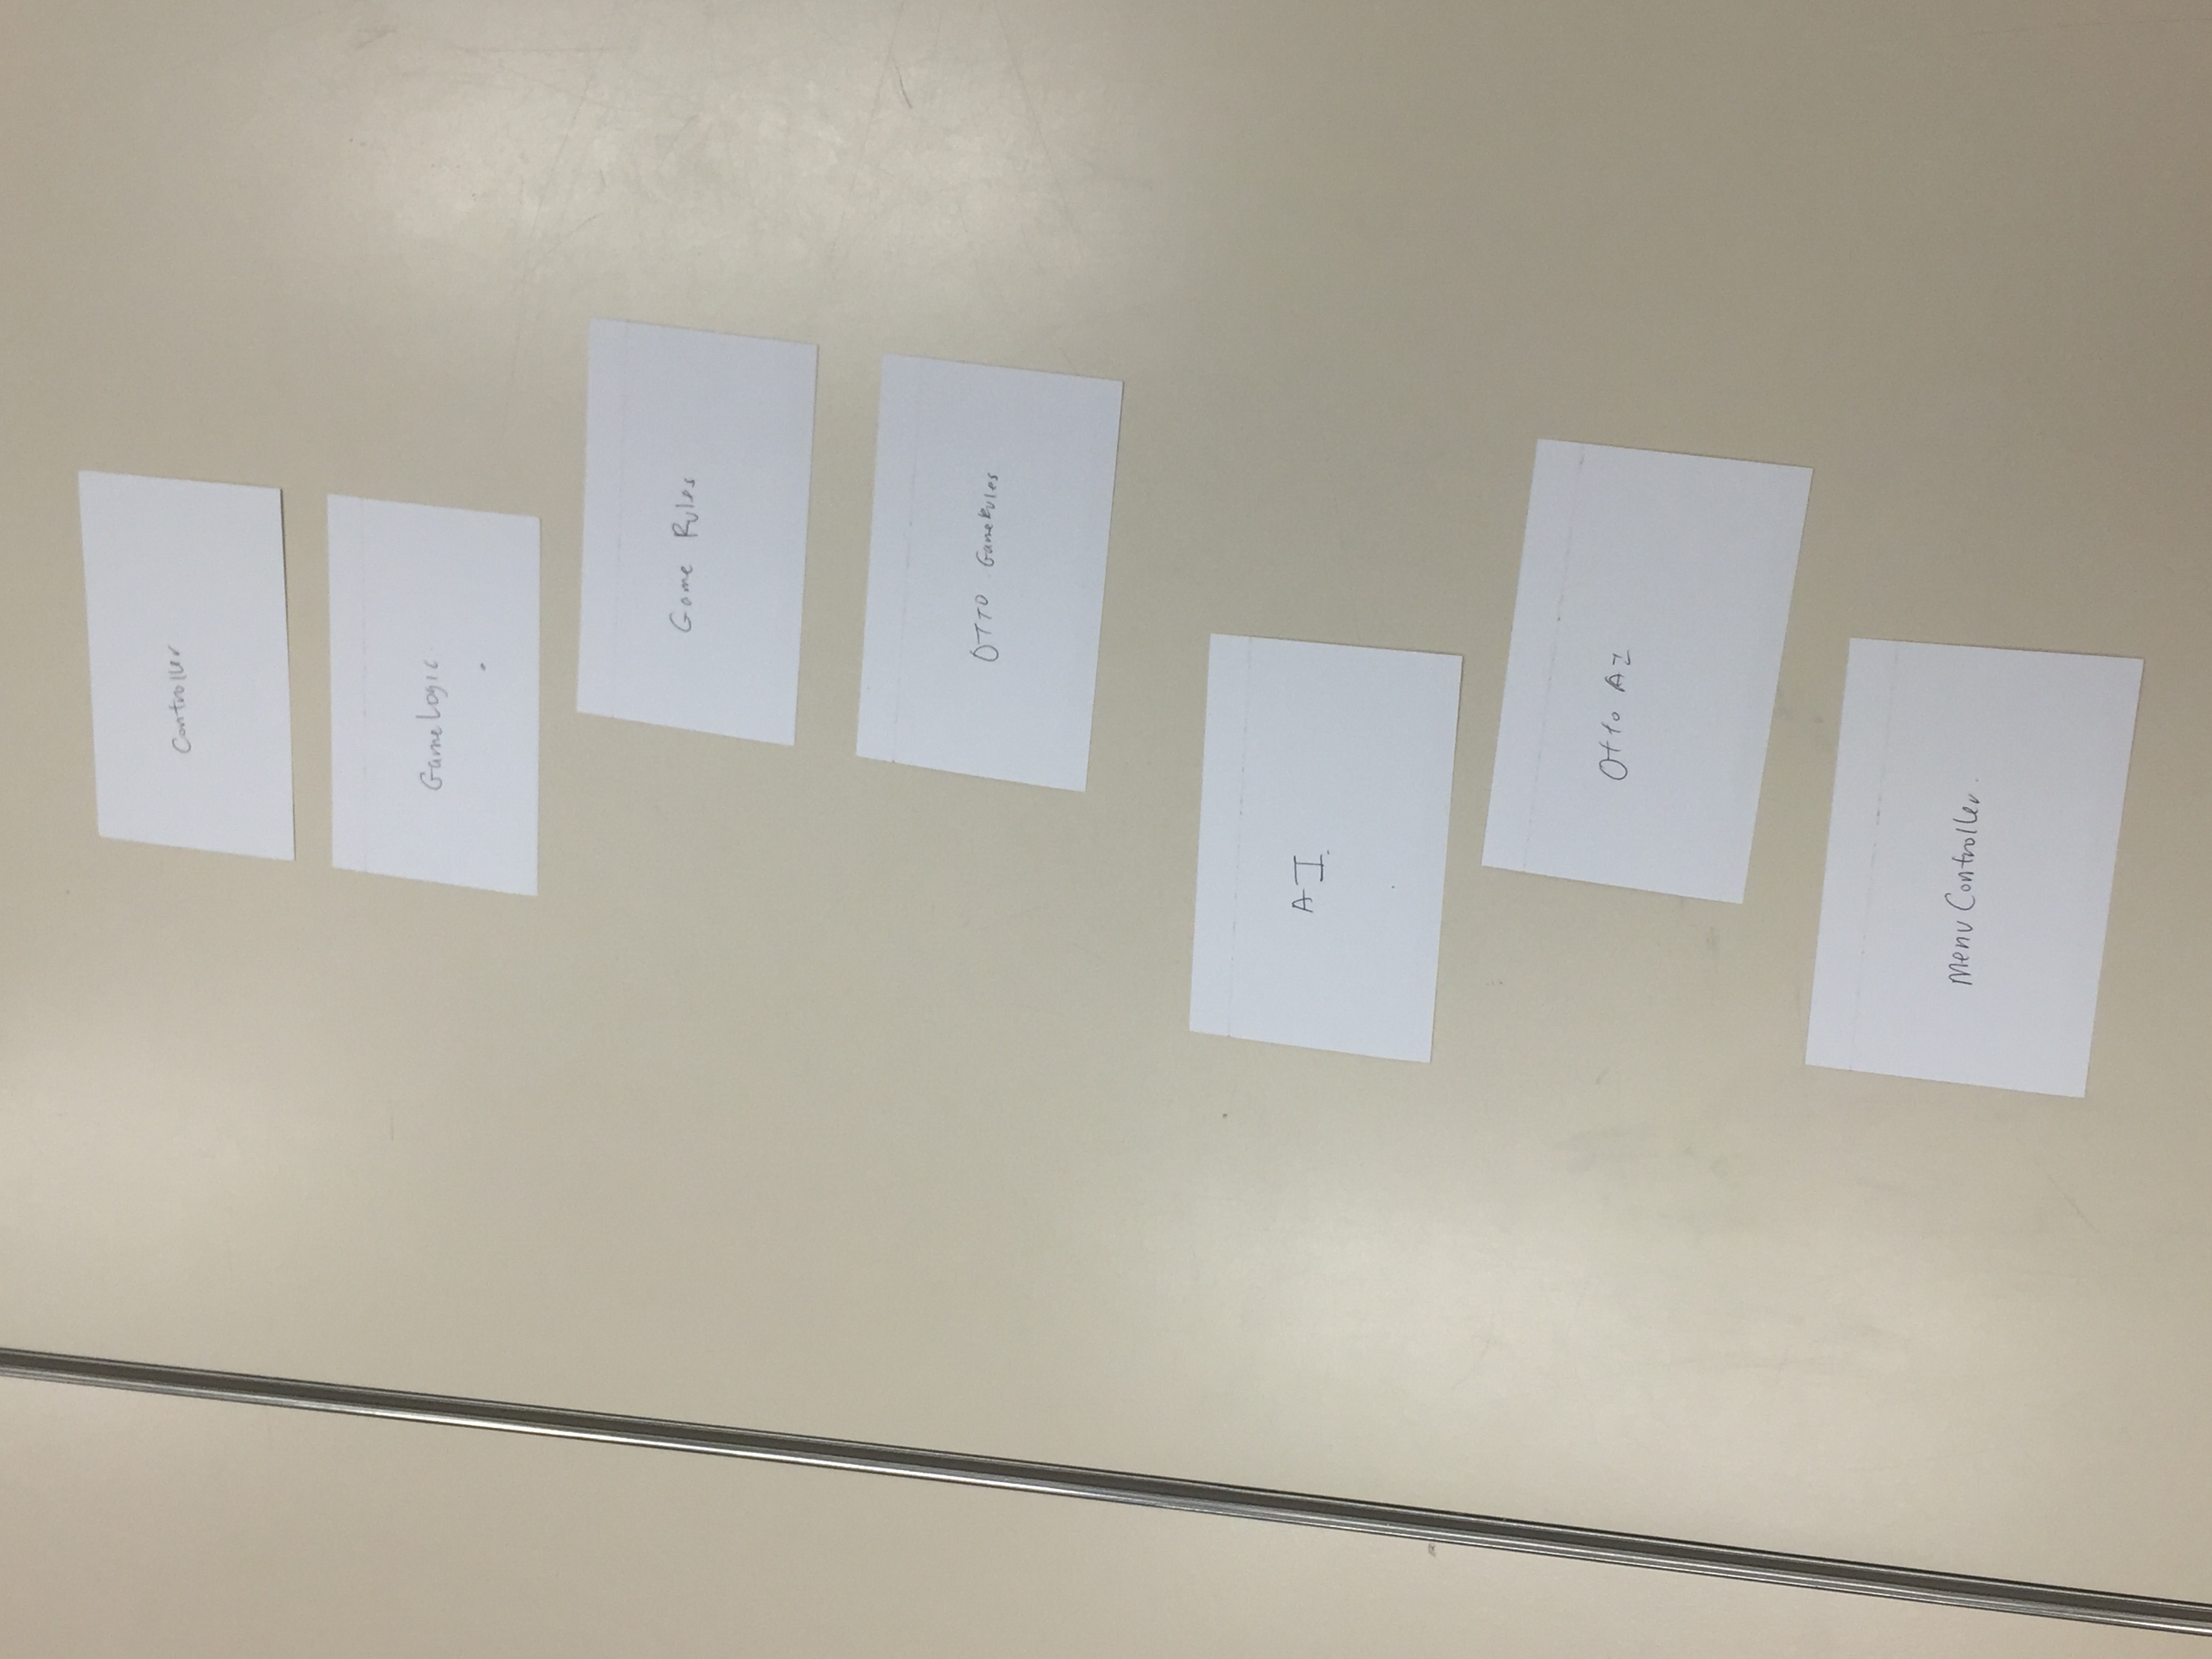 Controller
GameLogic
Game Rules
OTTO GameRules
AI
Otto AI
Menu Controller.